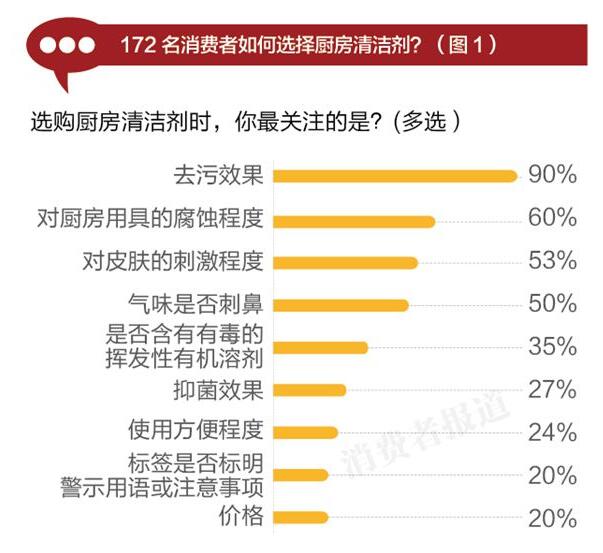 172 名消费者如何选择厨房清洁剂？（图 1）
选购厨房清洁剂时，你最关注的是？(多选 )
去污效果 90%
对厨房用具的腐蚀程度 60%
对皮肤的刺激程度 53%
气味是否刺鼻 50%
是否含有有毒的
挥发性有机溶剂 35%
抑菌效果 27%
使用方便程度 24%
标签是否标明
警示用语或注意事项 20%
价格 20%
消费者报道